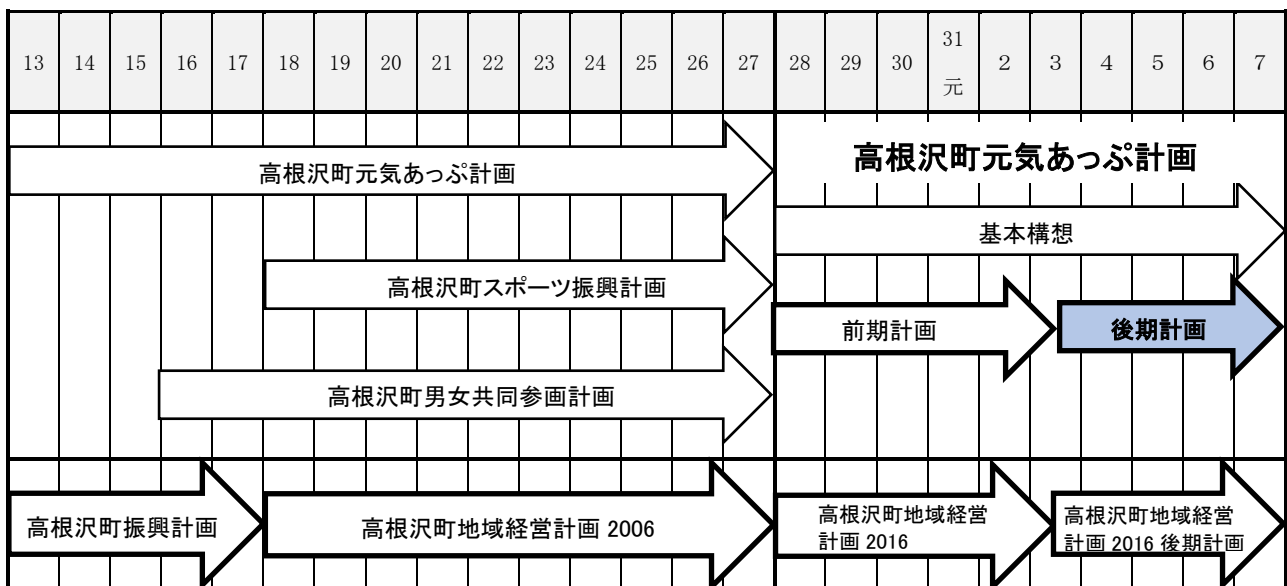 13 14 15 16 17 18 19 20 21 22 23 24 25 26 27 28 29 30 31 2 3 4 5 6 7
元
高根沢町元気あっぷ計画
高根沢町元気あっぷ計画
基本構想
高根沢町スポーツ振興計画
前期計画
後期計画
高根沢町男女共同参画計画
高根沢町振興計画
高根沢町地域経営計画 2006
高根沢町地域経営
計画 2016
高根沢町地域経営
計画 2016 後期計画